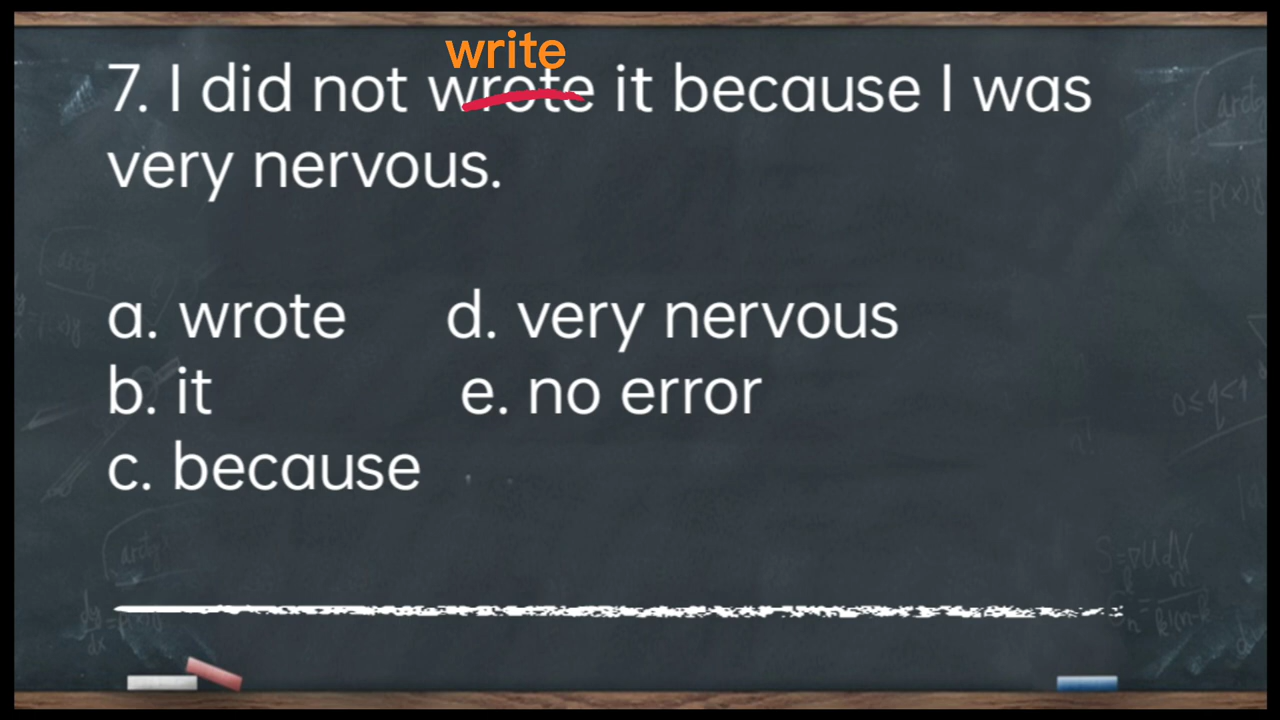 write
7. I did not wrote it because I was
very nervous.
a. wrote d. very nervous
b. it e. no error
c. because